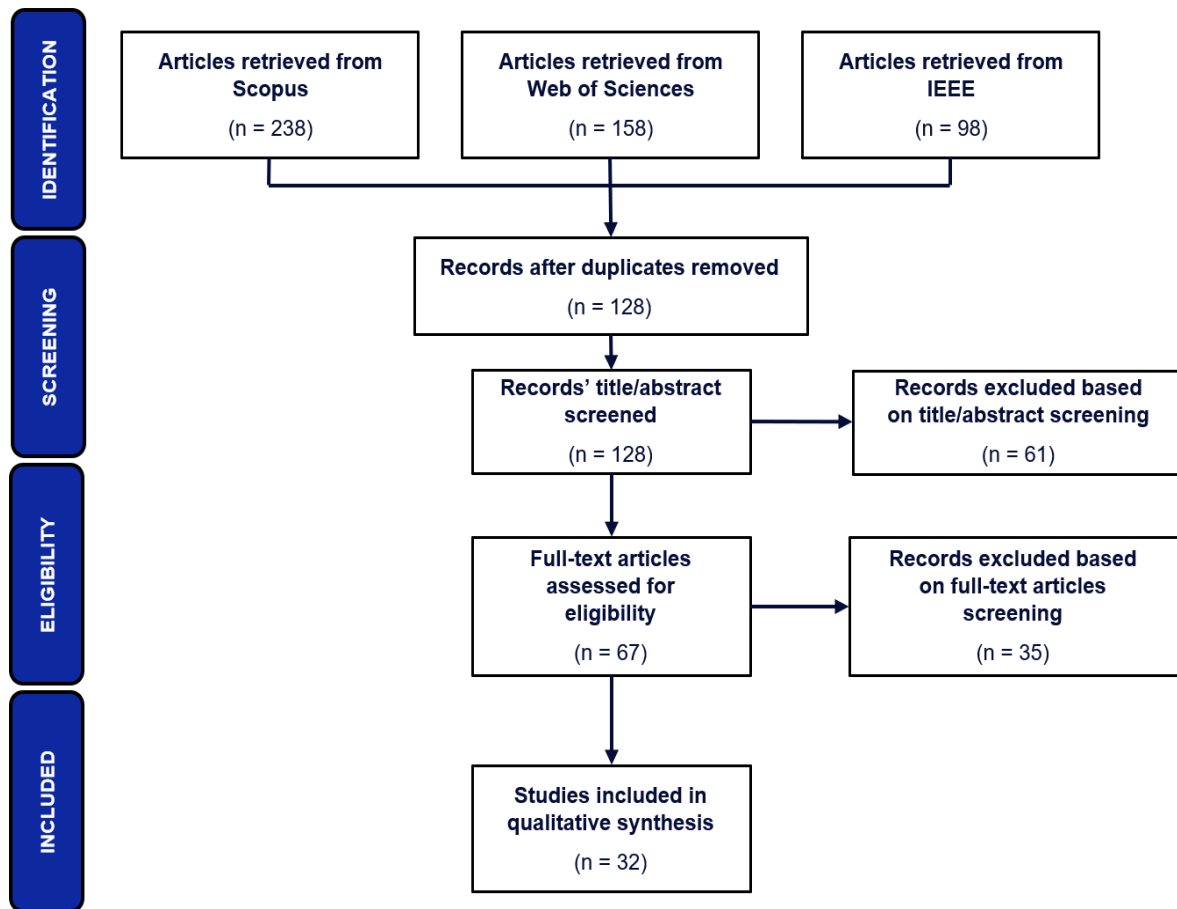 IDENTIFICATION
Articles retrieved from
Scopus
(n = 238)
Articles retrieved from
Web of Sciences
(n = 158)
Articles retrieved from
IEEE
(n = 98)
SCREENING
Records after duplicates removed
(n = 128)
Records’ title/abstract
screened
(n = 128)
Records excluded based
on title/abstract screening
(n = 61)
ELIGIBILITY
Full-text articles
assessed for
eligibility
(n = 67)
Records excluded based
on full-text articles
screening
(n = 35)
INCLUDED
Studies included in
qualitative synthesis
(n = 32)